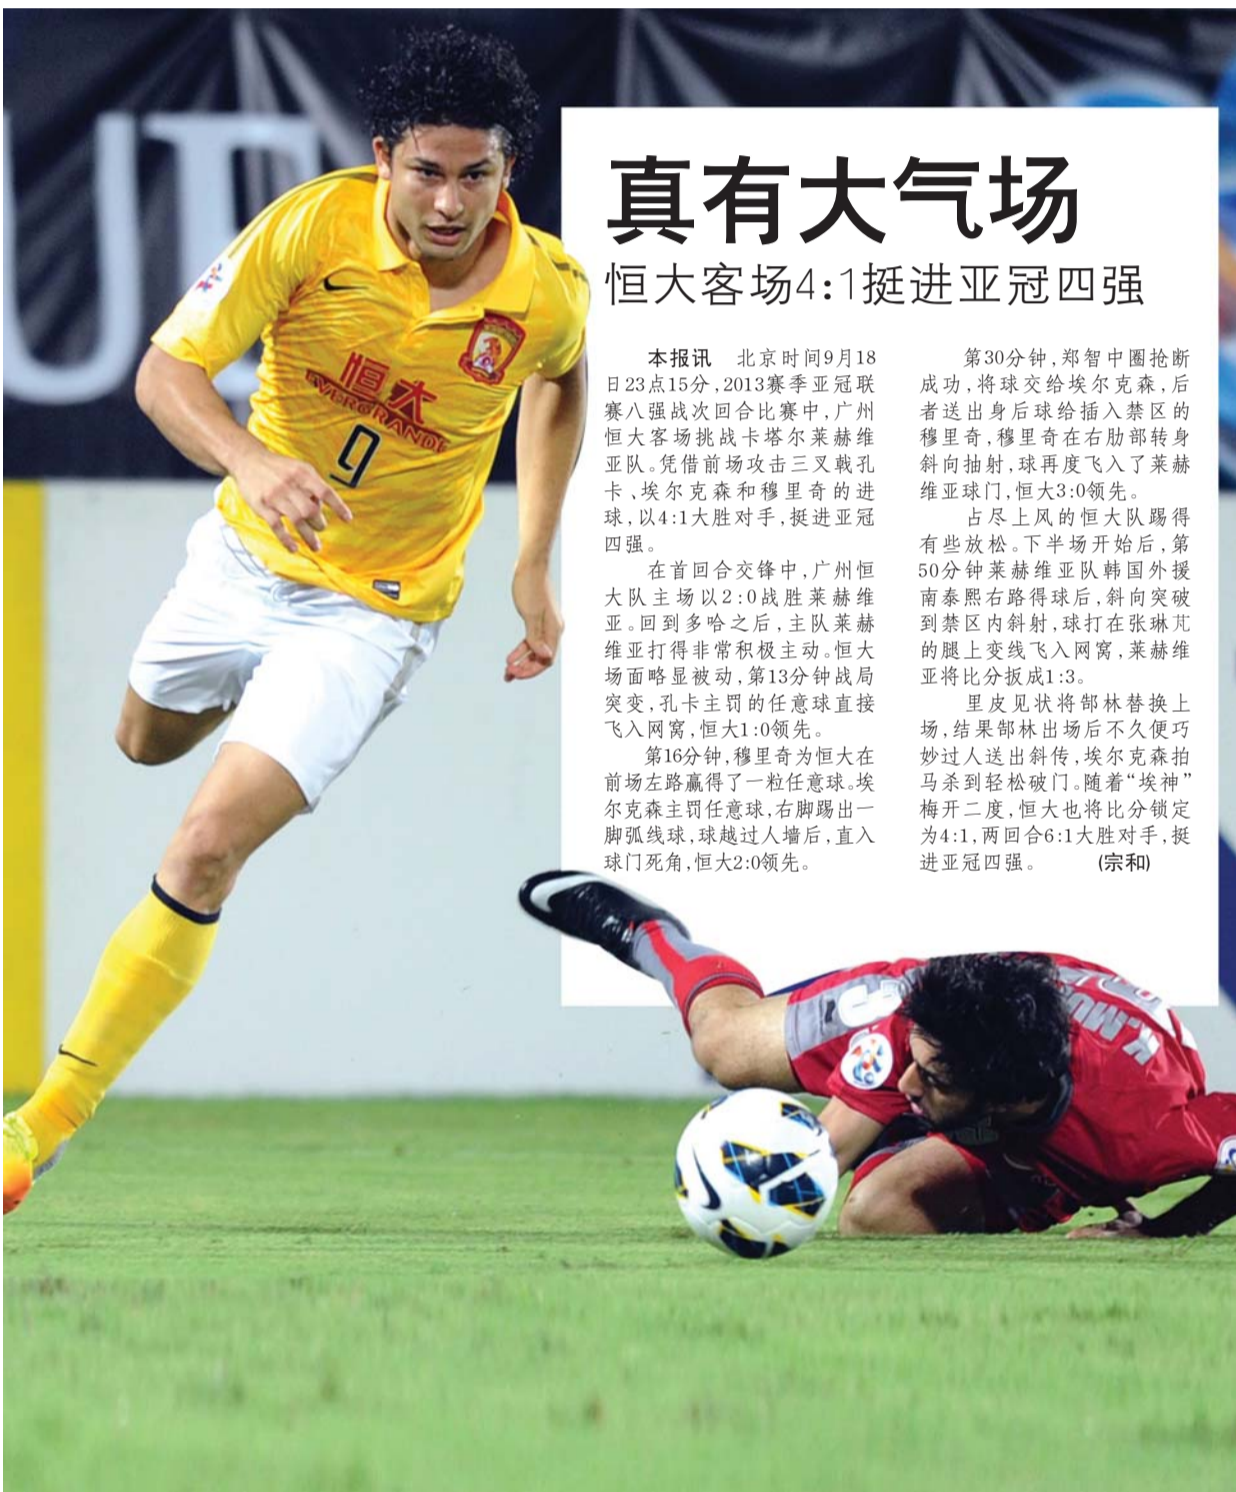 真有大气场
恒大客场4:1挺进亚冠四强
本报讯 北京时间9月18
日23点15分,2013赛季亚冠联
赛八强战次回合比赛中,广州
恒大客场挑战卡塔尔莱赫维
亚队。凭借前场攻击三叉戟孔
卡、埃尔克森和穆里奇的进
球,以4:1大胜对手,挺进亚冠
四强。
在首回合交锋中,广州恒
大队主场以2:0战胜莱赫维
亚。回到多哈之后,主队莱赫
维亚打得非常积极主动。恒大
场面略显被动,第13分钟战局
突变,孔卡主罚的任意球直接
飞入网窝,恒大1:0领先。
第16分钟,穆里奇为恒大在
前场左路赢得了一粒任意球。埃
尔克森主罚任意球,右脚踢出一
脚弧线球,球越过人墙后,直入
球门死角,恒大2:0领先。
第30分钟,郑智中圈抢断
成功,将球交给埃尔克森,后
者送出身后球给插入禁区的
穆里奇,穆里奇在右肋部转身
斜向抽射,球再度飞入了莱赫
维亚球门,恒大3:0领先。
占尽上风的恒大队踢得
有些放松。下半场开始后,第
50分钟莱赫维亚队韩国外援
南泰熙右路得球后,斜向突破
到禁区内斜射,球打在张琳芃
的腿上变线飞入网窝,莱赫维
亚将比分扳成1:3。
里皮见状将郜林替换上
场,结果郜林出场后不久便巧
妙过人送出斜传,埃尔克森拍
马杀到轻松破门。随着“埃神”
梅开二度,恒大也将比分锁定
为4:1,两回合6:1大胜对手,挺
进亚冠四强。 (宗和)
恒大
EVERGRANDE
9
K.MU